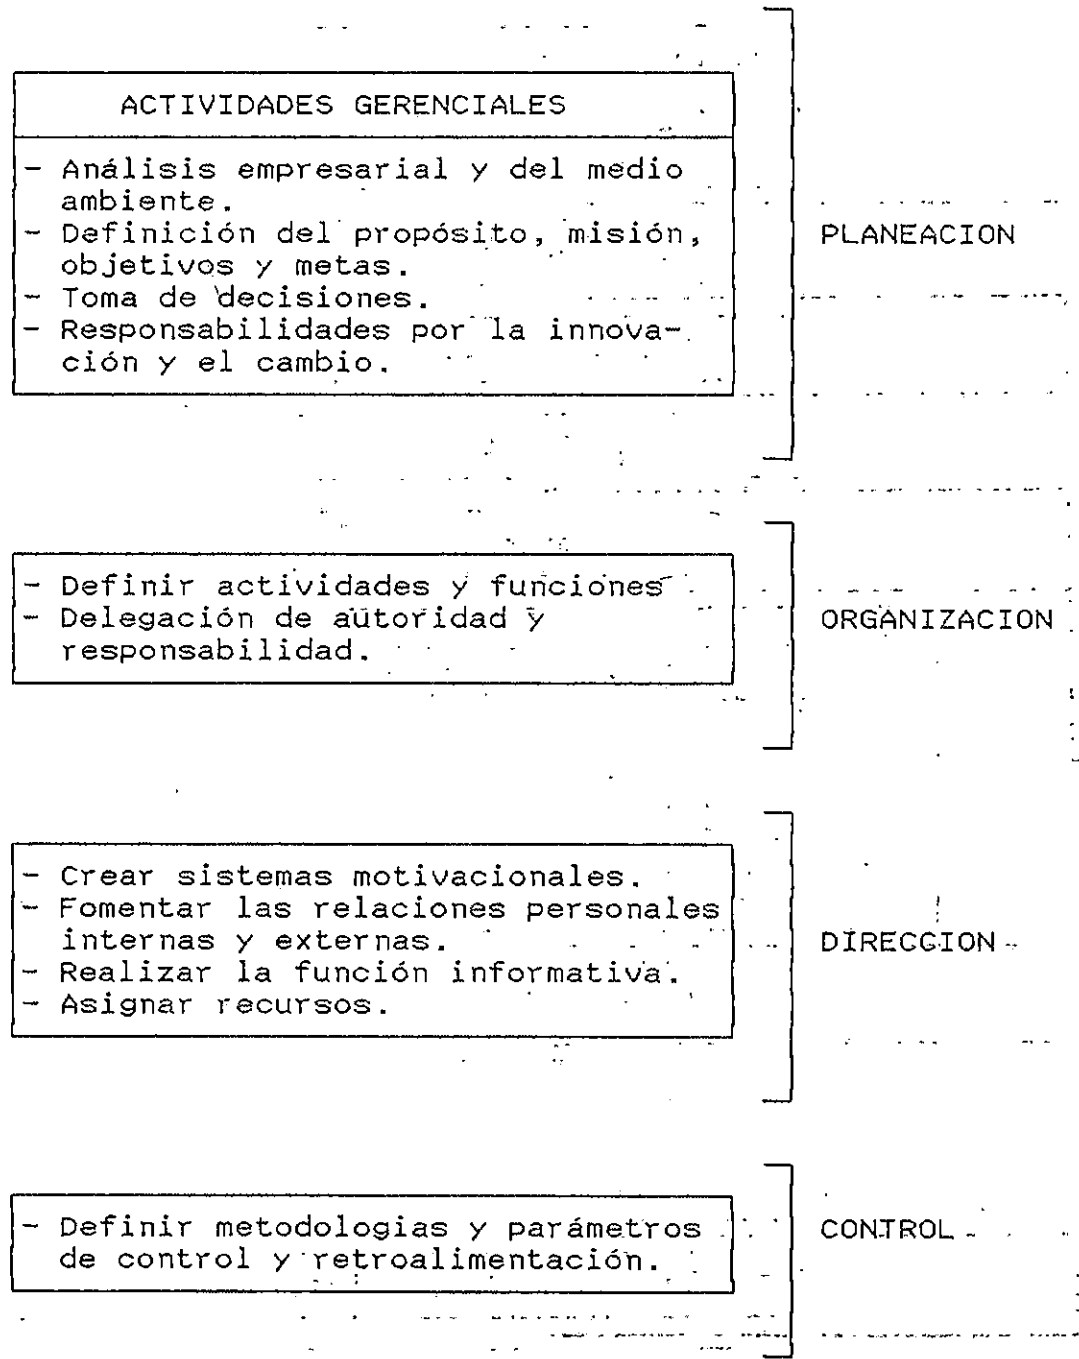 ACTIVIDADES GERENCIALES
- Análisis empresarial y del medio
ambiente.
- Definición del propósito, misión,
objetivos y metas.
- Toma de decisiones.
- Responsabilidades por la innova-
ción y el cambio.
PLANEACION
- Definir actividades y funciones
- Delegación de autoridad y
responsabilidad.
ORGANIZACION
- Crear sistemas motivacionales.
- Fomentar las relaciones personales
internas y externas.
- Realizar la función informativa.
- Asignar recursos.
DIRECCION
- Definir metodologias y parámetros
de control y retroalimentación.
CONTROL